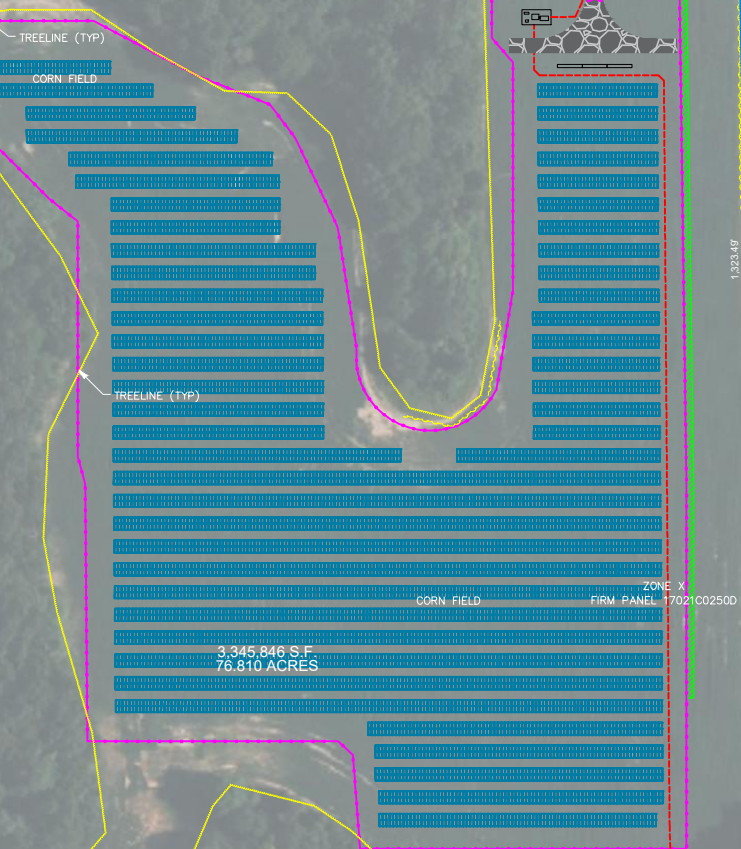 TREELINE (TYP)
CORN FIELD
1,323.49'
TREELINE (TYP)
ZONE X
FIRM PANEL 17021C0250D
CORN FIELD
3,345,846 S.F.
76.810 ACRES